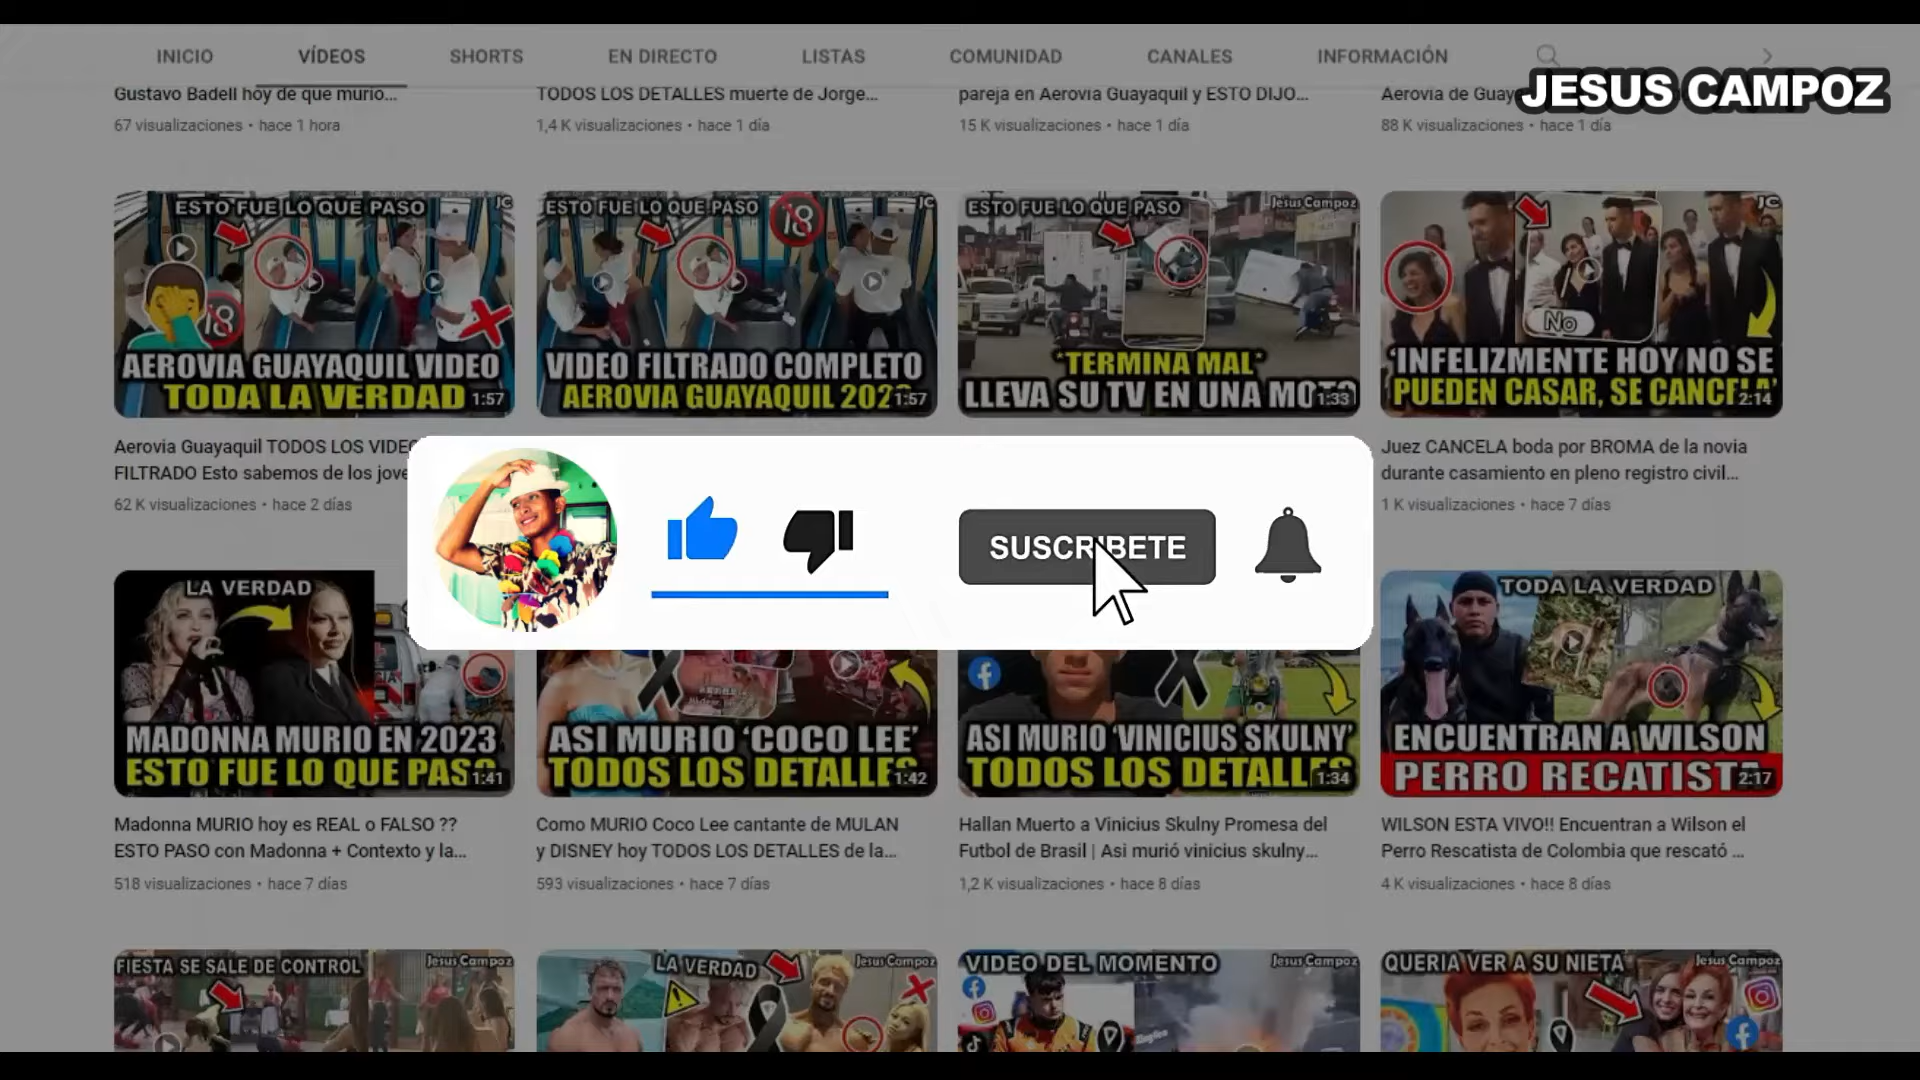 INICIO
VÍDEOS
SHORTS
EN DIRECTO
LISTAS
COMUNIDAD
CANALES
INFORMACIÓN
JESUS CAMPOZ
Gustavo Badell hoy de que murio...
67 visualizaciones • hace 1 hora
TODOS LOS DETALLES muerte de Jorge...
1,4 K visualizaciones • hace 1 día
pareja en Aerovia Guayaquil y ESTO DIJO...
15 K visualizaciones • hace 1 día
Aerovia de Guay
88 K visualizaciones • hace 1 día
ESTO FUE LO QUE PASO
JC
18
AEROVIA GUAYAQUIL VIDEO
TODA LA VERDAD
1:57
Aerovia Guayaquil TODOS LOS VIDEO
FILTRADO Esto sabemos de los jove
62 K visualizaciones • hace 2 días
ESTO FUE LO QUE PASO
18
JC
VIDEO FILTRADO COMPLETO
AEROVIA GUAYAQUIL 202
1:57
ESTO FUE LO QUE PASO
Jesus Campoz
*TERMINA MAL*
LLEVA SU TV EN UNA MOTO
1:33
JC
No
'INFELIZMENTE HOY NO SE
PUEDEN CASAR, SE CANCELA'
2:14
Juez CANCELA boda por BROMA de la novia
durante casamiento en pleno registro civil...
1 K visualizaciones • hace 7 días
SUSCRIBETE
LA VERDAD
MADONNA MURIO EN 2023
ESTO FUE LO QUE PASO
1:41
Madonna MURIO hoy es REAL o FALSO ??
ESTO PASO con Madonna + Contexto y la...
518 visualizaciones • hace 7 días
ASI MURIO 'COCO LEE'
TODOS LOS DETALLES
1:42
Como MURIO Coco Lee cantante de MULAN
y DISNEY hoy TODOS LOS DETALLES de la...
593 visualizaciones • hace 7 días
ASI MURIO 'VINICIUS SKULNY'
TODOS LOS DETALLES
1:34
Hallan Muerto a Vinicius Skulny Promesa del
Futbol de Brasil | Asi murió vinicius skulny...
1,2 K visualizaciones • hace 8 días
TODA LA VERDAD
ENCUENTRAN A WILSON
PERRO RECATISTA
2:17
WILSON ESTA VIVO!! Encuentran a Wilson el
Perro Rescatista de Colombia que rescató ...
4 K visualizaciones • hace 8 días
FIESTA SE SALE DE CONTROL
Jesus Campoz
LA VERDAD
Jesus Campoz
VIDEO DEL MOMENTO
Jesus Campoz
QUERIA VER A SU NIETA
Jesus Campoz